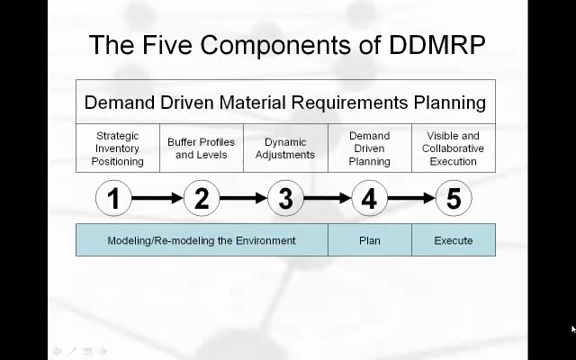 The Five Components of DDMRP
Demand Driven Material Requirements Planning
Strategic
Inventory
Positioning
Buffer Profiles
and Levels
Dynamic
Adjustments
Demand
Driven
Planning
Visible and
Collaborative
Execution
1
2
3
4
5
Modeling/Re-modeling the Environment
Plan
Execute